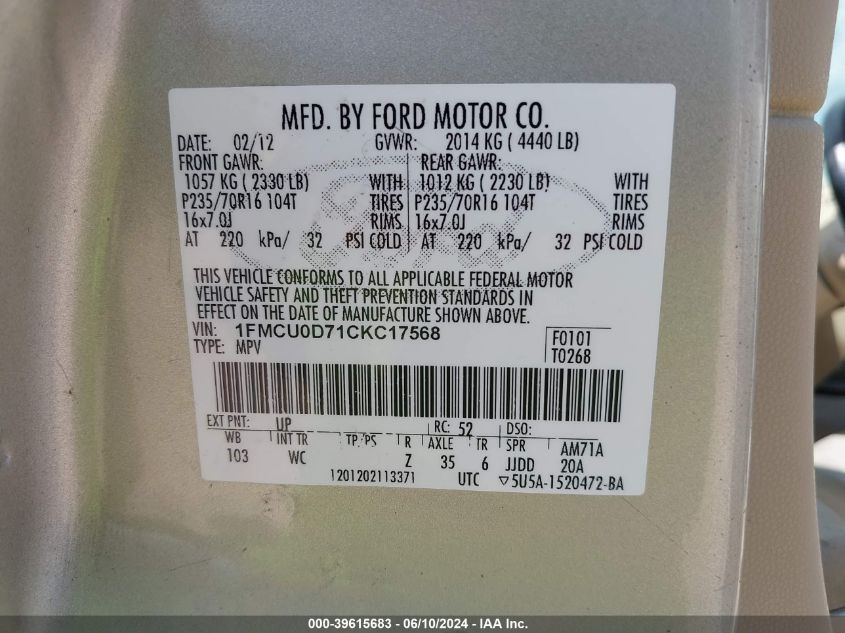 MFD. BY FORD MOTOR CO.
DATE: 02/12 GVWR: 2014 KG ( 4440 LB)
FRONT GAWR: REAR GAWR:
1057 KG ( 2330 LB) WITH 1012 KG ( 2230 LB) WITH
P235/70R16 104T TIRES P235/70R16 104T TIRES
16x7.0J RIMS 16x7.0J RIMS
AT 220 kPa/ 32 PSI COLD AT 220 kPa/ 32 PSI COLD
THIS VEHICLE CONFORMS TO ALL APPLICABLE FEDERAL MOTOR
VEHICLE SAFETY AND THEFT PREVENTION STANDARDS IN
EFFECT ON THE DATE OF MANUFACTURE SHOWN ABOVE.
VIN: 1FMCU0D71CKC17568 F0101
TYPE: MPV T0268
EXT PNT: UP RC: 52 DSO:
WB INT TR TP/PS R AXLE TR SPR AM71A
103 WC Z 35 6 JJDD 20A
1201202113371 UTC ▽5U5A-1520472-BA
000-39615683 - 06/10/2024 - IAA Inc.